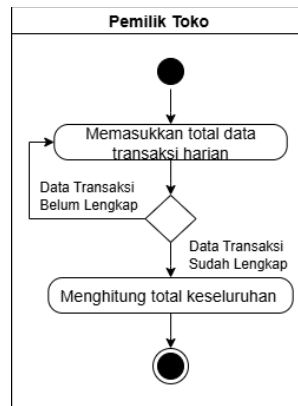 Pemilik Toko
Memasukkan total data
transaksi harian
Data Transaksi
Belum Lengkap
Data Transaksi
Sudah Lengkap
Menghitung total keseluruhan